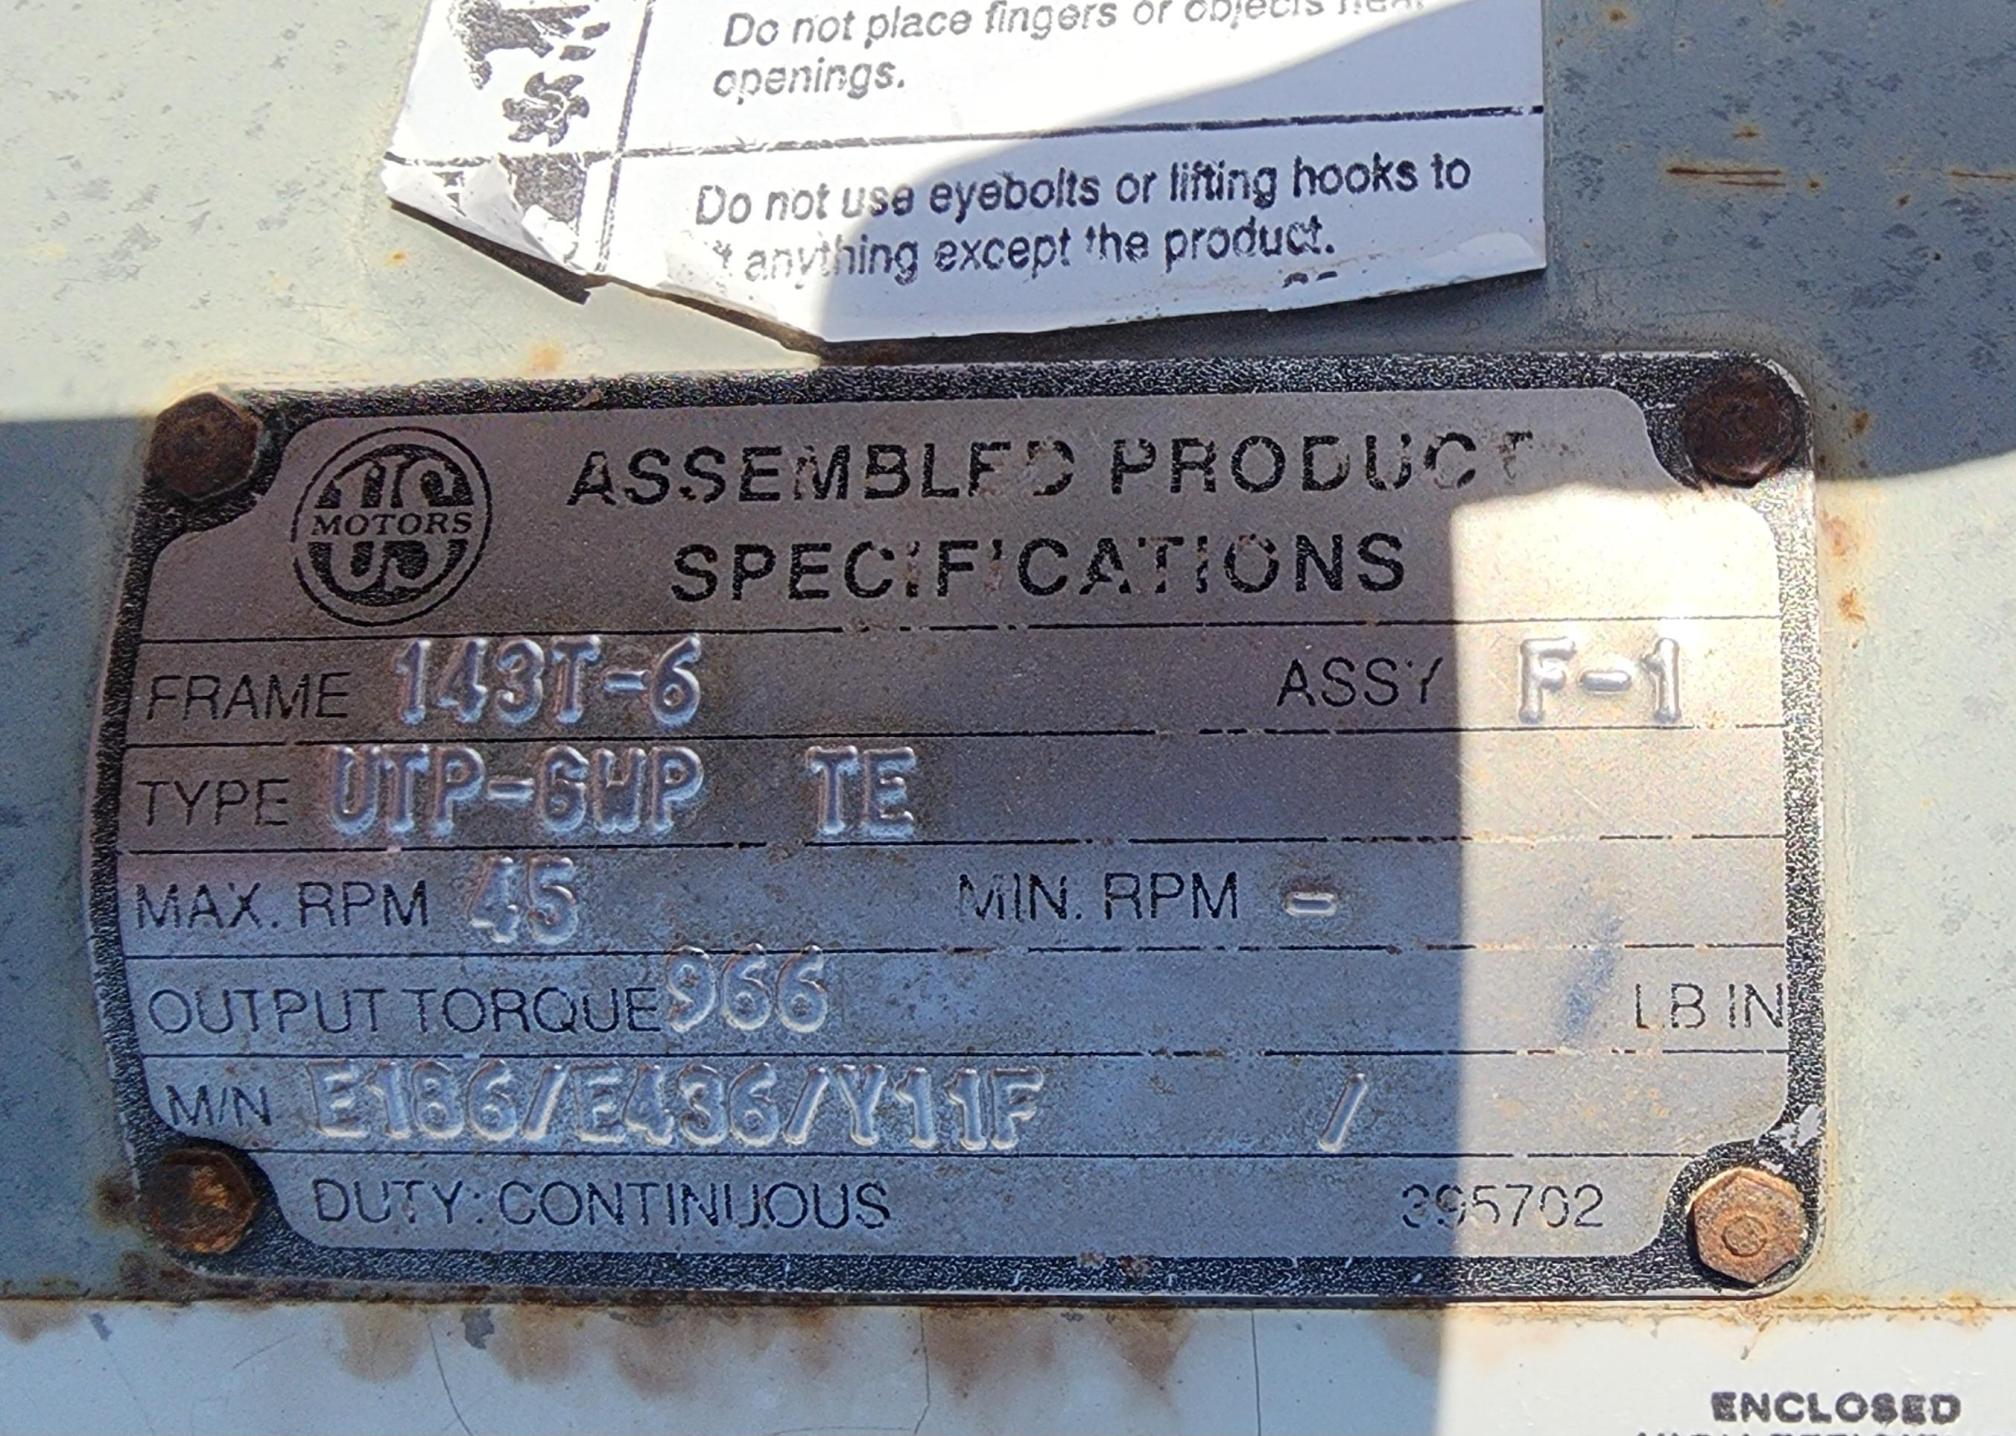 Do not place fingers or objects near
openings.
Do not use eyebolts or lifting hooks to
anything except the product.
US
MOTORS
ASSEMBLED PRODUCT
SPECIFICATIONS
FRAME 143T-6 ASSY F-1
TYPE UTP-GWP TE
MAX. RPM 45 MIN. RPM -
OUTPUT TORQUE 966 LB IN
M/N E186/E436/Y11F /
DUTY: CONTINUOUS 395702
ENCLOSED